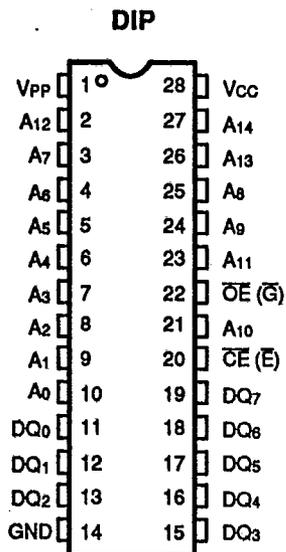 DIP
VPP 1 28 VCC
A12 2 27 A14
A7 3 26 A13
A6 4 25 A8
A5 5 24 A9
A4 6 23 A11
A3 7 22 O̅E̅ (G̅)
A2 8 21 A10
A1 9 20 C̅E̅ (E̅)
A0 10 19 DQ7
DQ0 11 18 DQ6
DQ1 12 17 DQ5
DQ2 13 16 DQ4
GND 14 15 DQ3